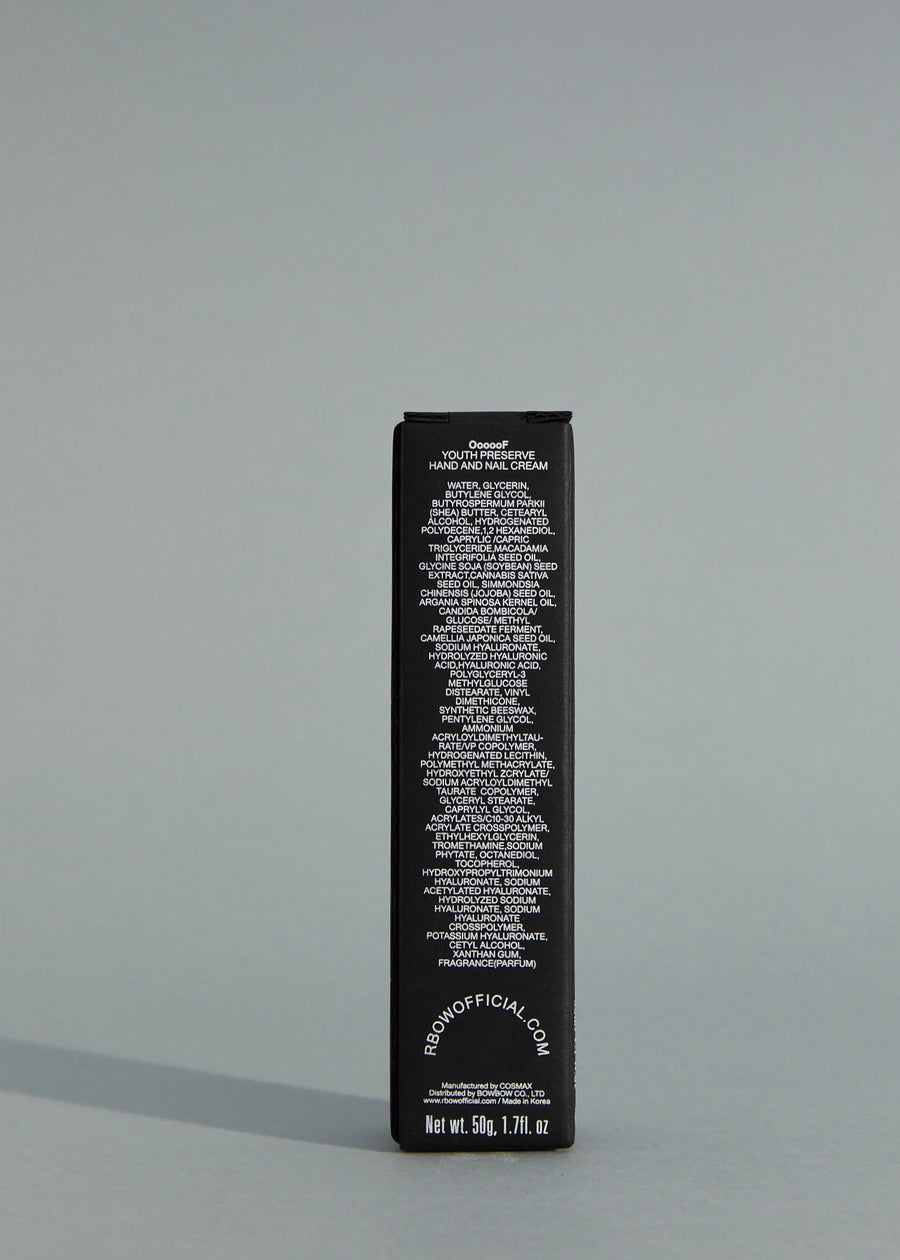 OooooF
YOUTH PRESERVE
HAND AND NAIL CREAM
WATER, GLYCERIN,
BUTYLENE GLYCOL,
BUTYROSPERMUM PARKII
(SHEA) BUTTER, CETEARYL
ALCOHOL, HYDROGENATED
POLYDECENE,1,2 HEXANEDIOL,
CAPRYLIC /CAPRIC
TRIGLYCERIDE,MACADAMIA
INTEGRIFOLIA SEED OIL,
GLYCINE SOJA (SOYBEAN) SEED
EXTRACT,CANNABIS SATIVA
SEED OIL, SIMMONDSIA
CHINENSIS (JOJOBA) SEED OIL,
ARGANIA SPINOSA KERNEL OIL,
CANDIDA BOMBICOLA/
GLUCOSE/ METHYL
RAPESEEDATE FERMENT,
CAMELLIA JAPONICA SEED OIL,
SODIUM HYALURONATE,
HYDROLYZED HYALURONIC
ACID,HYALURONIC ACID,
POLYGLYCERYL-3
METHYLGLUCOSE
DISTEARATE, VINYL
DIMETHICONE,
SYNTHETIC BEESWAX,
PENTYLENE GLYCOL,
AMMONIUM
ACRYLOYLDIMETHYLTAU-
RATE/VP COPOLYMER,
HYDROGENATED LECITHIN,
POLYMETHYL METHACRYLATE,
HYDROXYETHYL ZCRYLATE/
SODIUM ACRYLOYLDIMETHYL
TAURATE COPOLYMER,
GLYCERYL STEARATE,
CAPRYLYL GLYCOL,
ACRYLATES/C10-30 ALKYL
ACRYLATE CROSSPOLYMER,
ETHYLHEXYLGLYCERIN,
TROMETHAMINE,SODIUM
PHYTATE, OCTANEDIOL,
TOCOPHEROL,
HYDROXYPROPYLTRIMONIUM
HYALURONATE, SODIUM
ACETYLATED HYALURONATE,
HYDROLYZED SODIUM
HYALURONATE, SODIUM
HYALURONATE
CROSSPOLYMER,
POTASSIUM HYALURONATE,
CETYL ALCOHOL,
XANTHAN GUM,
FRAGRANCE(PARFUM)
RBOWOFFICIAL.COM
Manufactured by COSMAX
Distributed by BOWBOW CO., LTD
www.rbowofficial.com / Made in Korea
Net wt. 50g, 1.7fl. oz